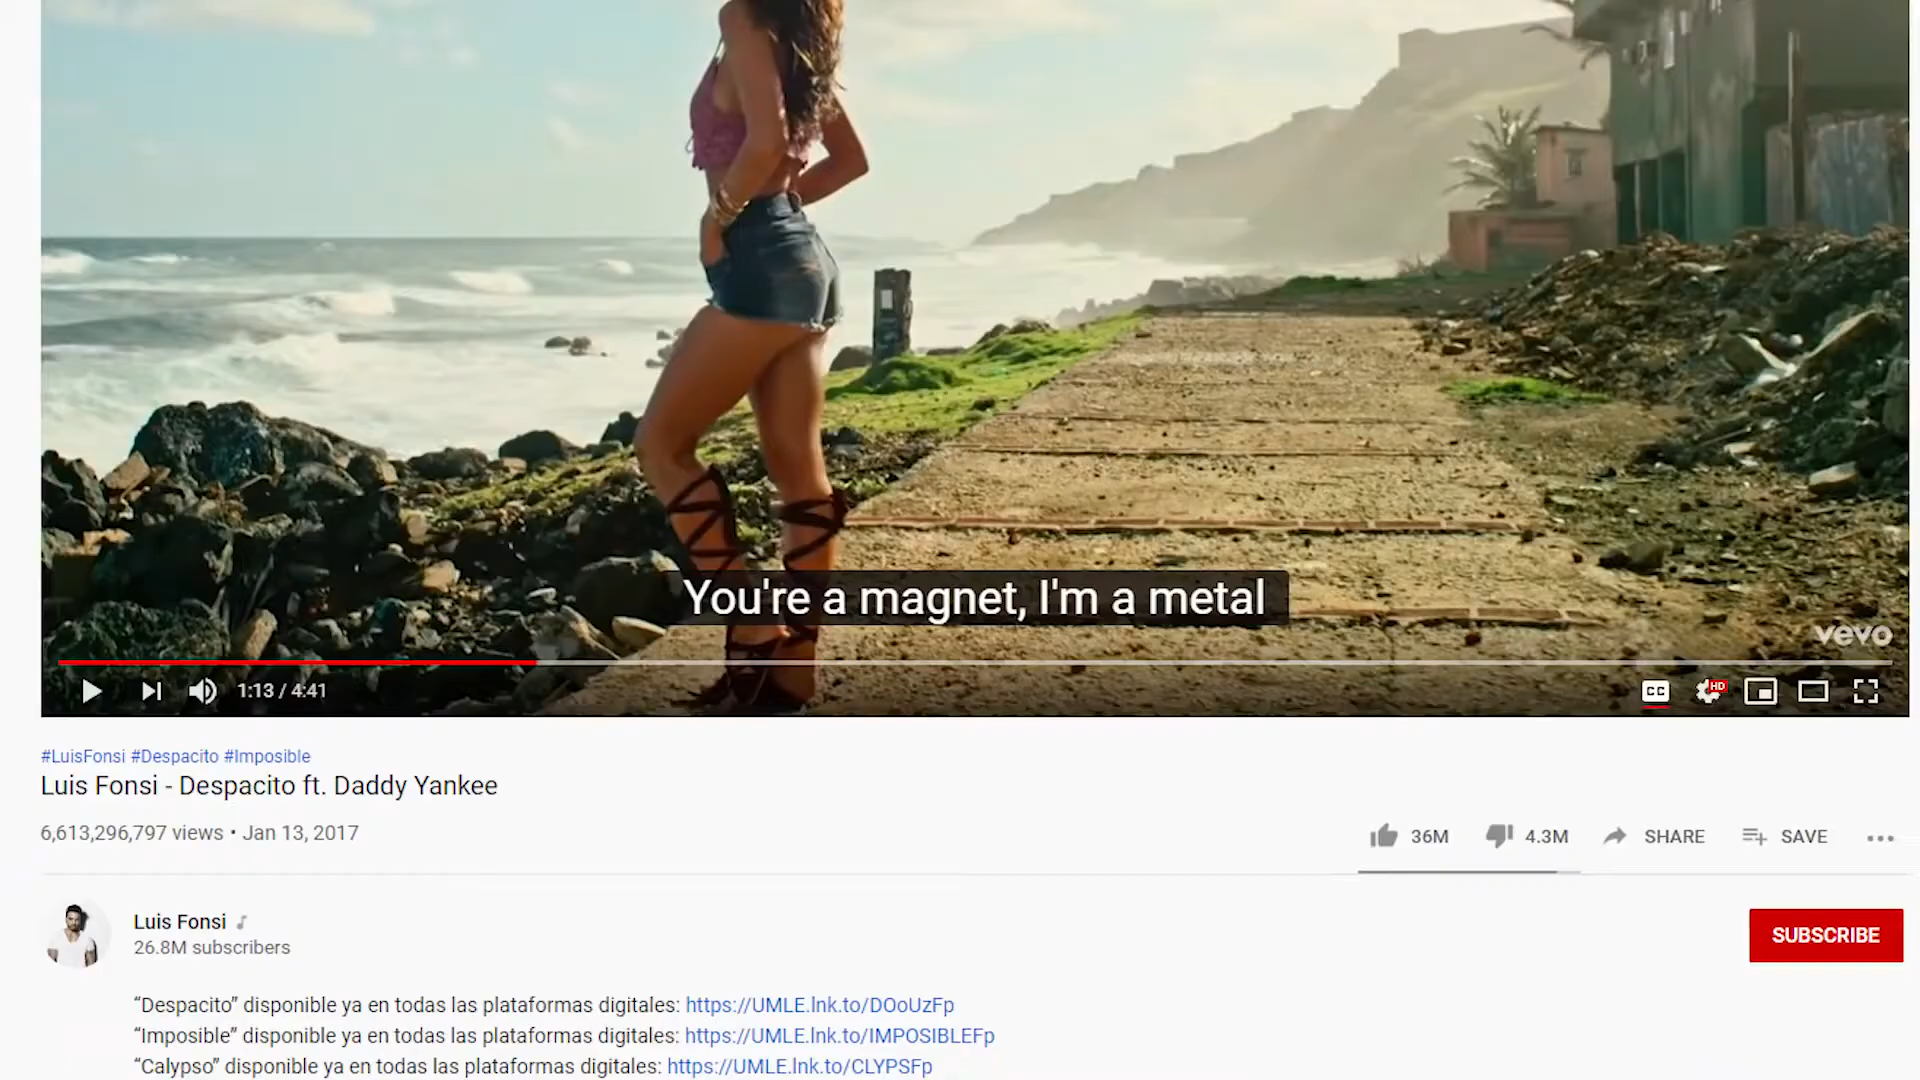 You're a magnet, I'm a metal
vevo
1:13 / 4:41
CC
HD
#LuisFonsi #Despacito #Imposible
Luis Fonsi - Despacito ft. Daddy Yankee
6,613,296,797 views • Jan 13, 2017
36M
4.3M
SHARE
SAVE
Luis Fonsi
26.8M subscribers
SUBSCRIBE
“Despacito” disponible ya en todas las plataformas digitales: https://UMLE.lnk.to/DOoUzFp
“Imposible” disponible ya en todas las plataformas digitales: https://UMLE.lnk.to/IMPOSIBLEFp
“Calypso” disponible ya en todas las plataformas digitales: https://UMLE.lnk.to/CLYPSFp